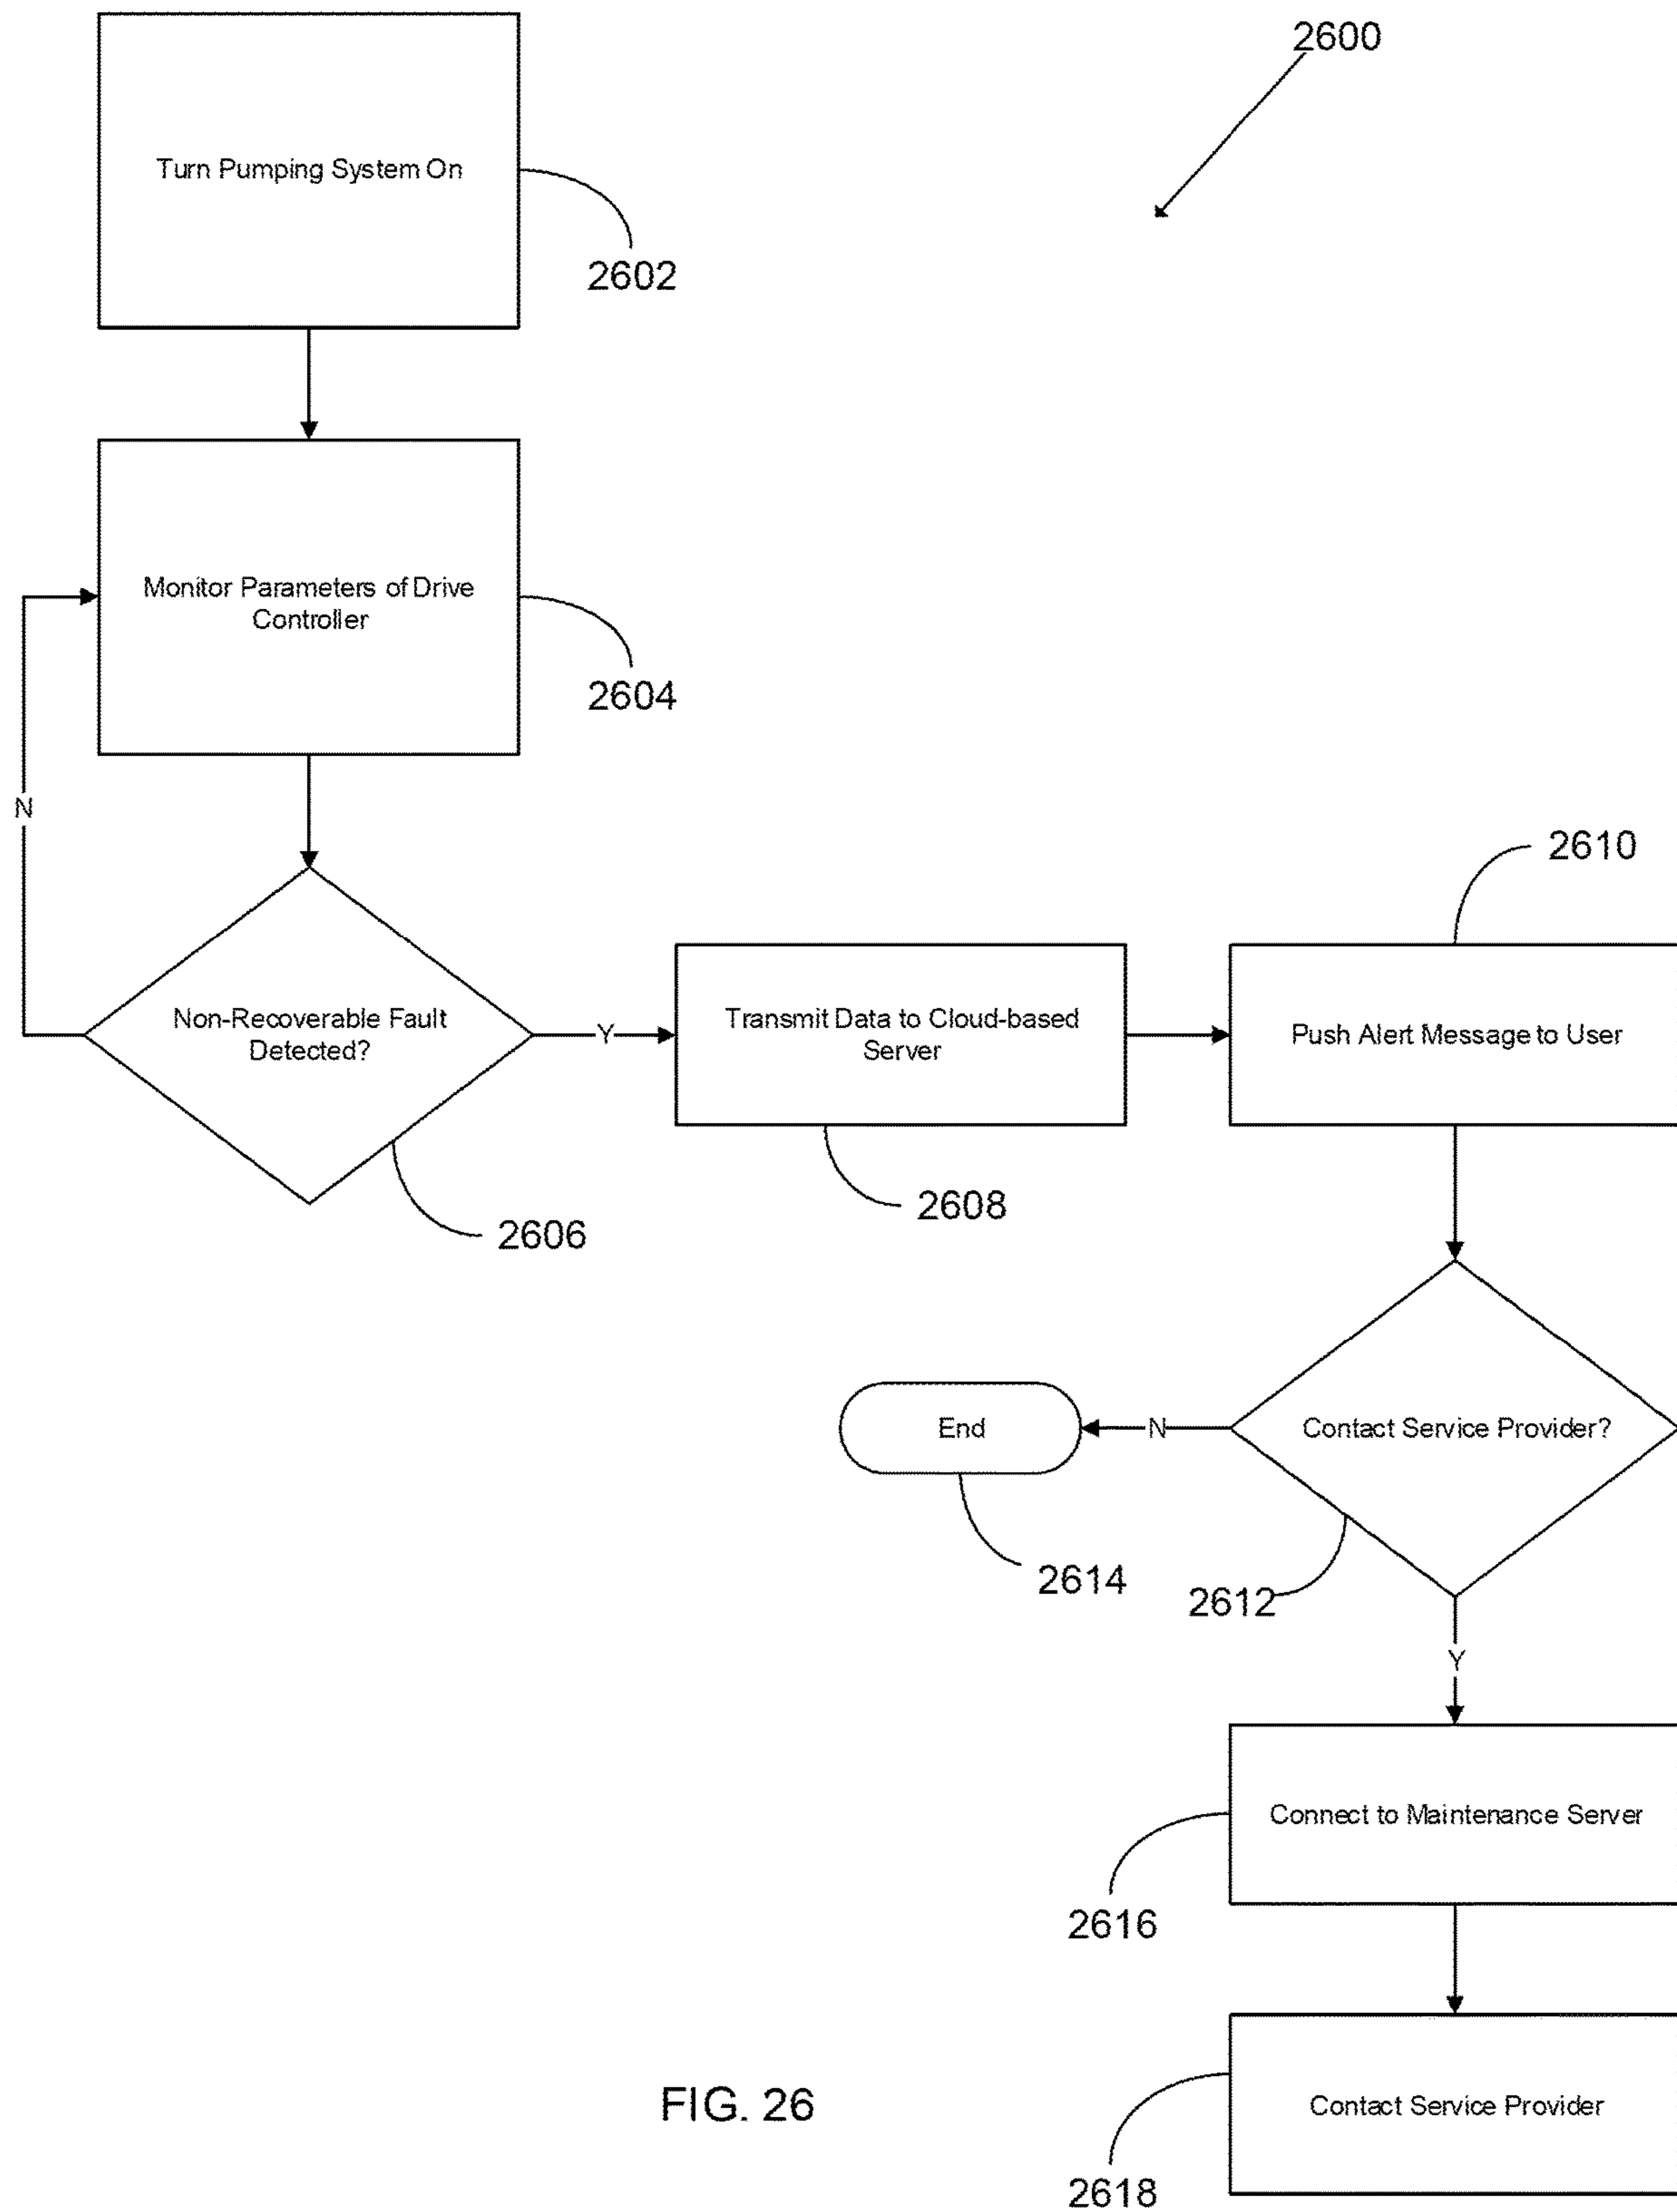 2600
Turn Pumping System On
2602
Monitor Parameters of Drive
Controller
2604
N
2610
Non-Recoverable Fault
Detected?
Y
Transmit Data to Cloud-based
Server
Push Alert Message to User
2606
2608
End
N
Contact Service Provider?
2614
2612
Y
Connect to Maintenance Server
2616
Contact Service Provider
2618
FIG. 26